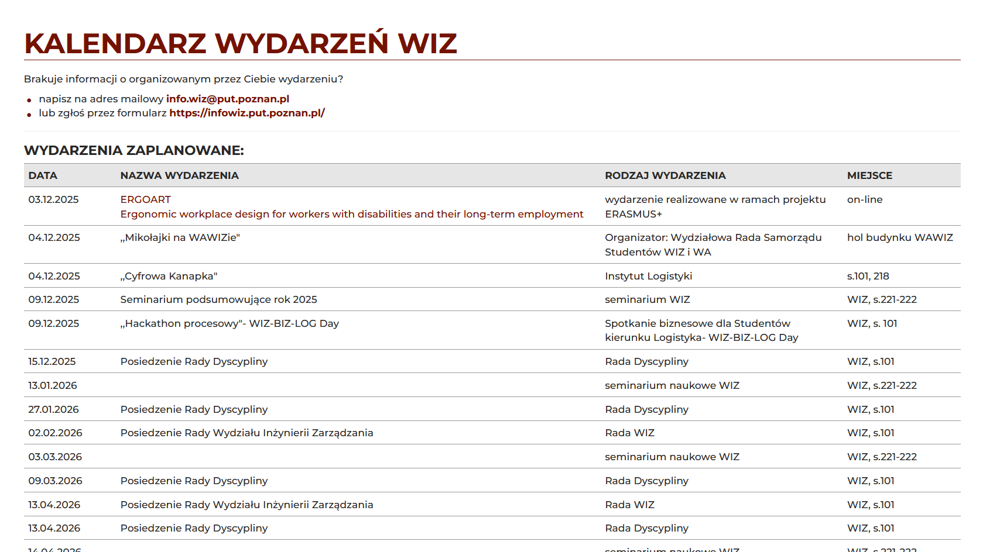 KALENDARZ WYDARZEŃ WIZ
Brakuje informacji o organizowanym przez Ciebie wydarzeniu?
napisz na adres mailowy info.wiz@put.poznan.pl
lub zgłoś przez formularz https://infowiz.put.poznan.pl/
WYDARZENIA ZAPLANOWANE:
DATA NAZWA WYDARZENIA RODZAJ WYDARZENIA MIEJSCE
03.12.2025 ERGOART wydarzenie realizowane w ramach projektu on-line
Ergonomic workplace design for workers with disabilities and their long-term employment ERASMUS+
04.12.2025 „Mikołajki na WAWIZie" Organizator: Wydziałowa Rada Samorządu hol budynku WAWIZ
Studentów WIZ i WA
04.12.2025 „Cyfrowa Kanapka" Instytut Logistyki s.101, 218
09.12.2025 Seminarium podsumowujące rok 2025 seminarium WIZ WIZ, s.221-222
09.12.2025 „Hackathon procesowy"- WIZ-BIZ-LOG Day Spotkanie biznesowe dla Studentów WIZ, s. 101
kierunku Logistyka- WIZ-BIZ-LOG Day
15.12.2025 Posiedzenie Rady Dyscypliny Rada Dyscypliny WIZ, s.101
13.01.2026 seminarium naukowe WIZ WIZ, s.221-222
27.01.2026 Posiedzenie Rady Dyscypliny Rada Dyscypliny WIZ, s.101
02.02.2026 Posiedzenie Rady Wydziału Inżynierii Zarządzania Rada WIZ WIZ, s.101
03.03.2026 seminarium naukowe WIZ WIZ, s.221-222
09.03.2026 Posiedzenie Rady Dyscypliny Rada Dyscypliny WIZ, s.101
13.04.2026 Posiedzenie Rady Wydziału Inżynierii Zarządzania Rada WIZ WIZ, s.101
13.04.2026 Posiedzenie Rady Dyscypliny Rada Dyscypliny WIZ, s.101
14.04.2026 seminarium naukowe WIZ WIZ, s.221-222